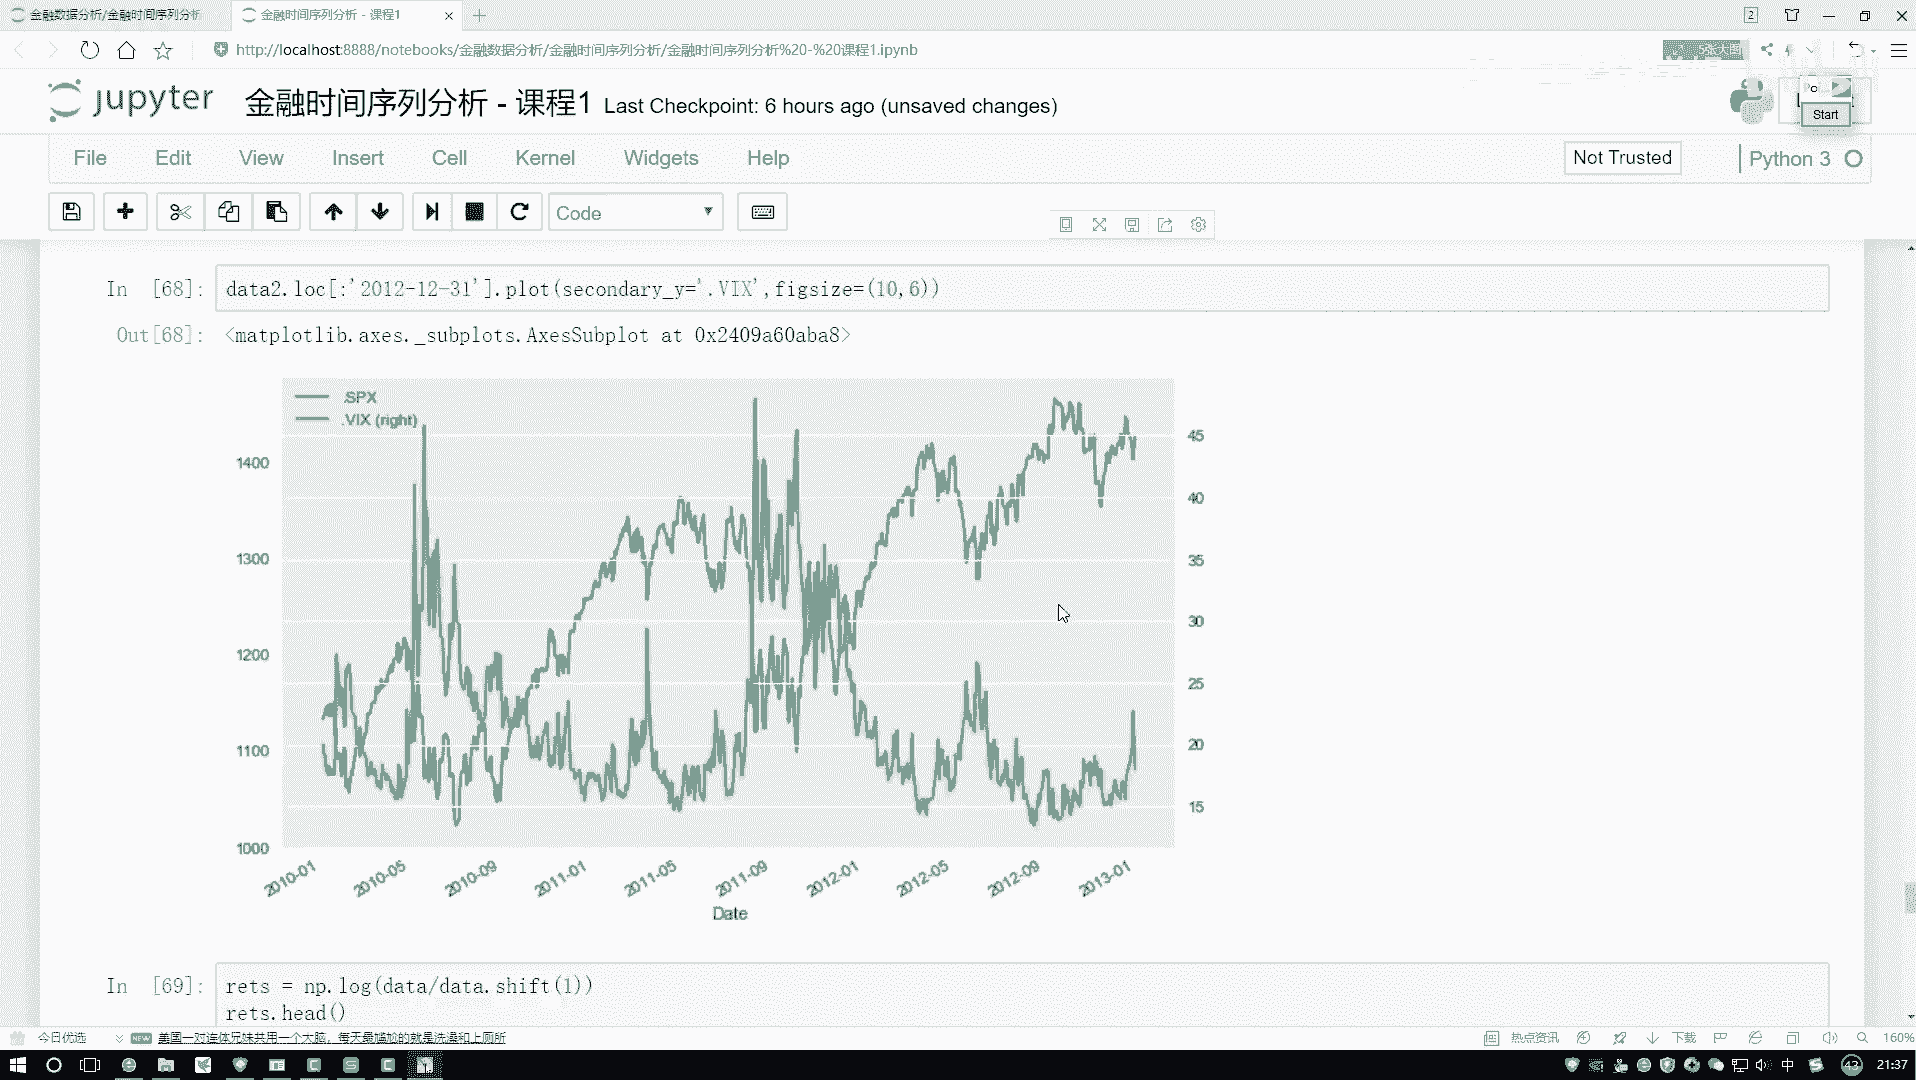 金融数据分析/金融时间序列分析
金融时间序列分析 - 课程1
2
http://localhost:8888/notebooks/金融数据分析/金融时间序列分析/金融时间序列分析%20-%20课程1.ipynb
5张大图
jupyter 金融时间序列分析 - 课程1 Last Checkpoint: 6 hours ago (unsaved changes)
Start
File Edit View Insert Cell Kernel Widgets Help
Not Trusted
Python 3
Code
In [68]: data2.loc[:'2012-12-31'].plot(secondary_y='.VIX',figsize=(10,6))
Out[68]: <matplotlib.axes._subplots.AxesSubplot at 0x2409a60aba8>
.SPX
.VIX (right)
45
1400
40
1300
35
30
1200
25
1100
20
15
1000
2010-01 2010-05 2010-09 2011-01 2011-05 2011-09 2012-01 2012-05 2012-09 2013-01
Date
In [69]: rets = np.log(data/data.shift(1))
rets.head()
今日优选
NEW
美国一对连体兄妹共用一个大脑，每天最尴尬的就是洗澡和上厕所
热点资讯
下载
160%
中
43
21:37